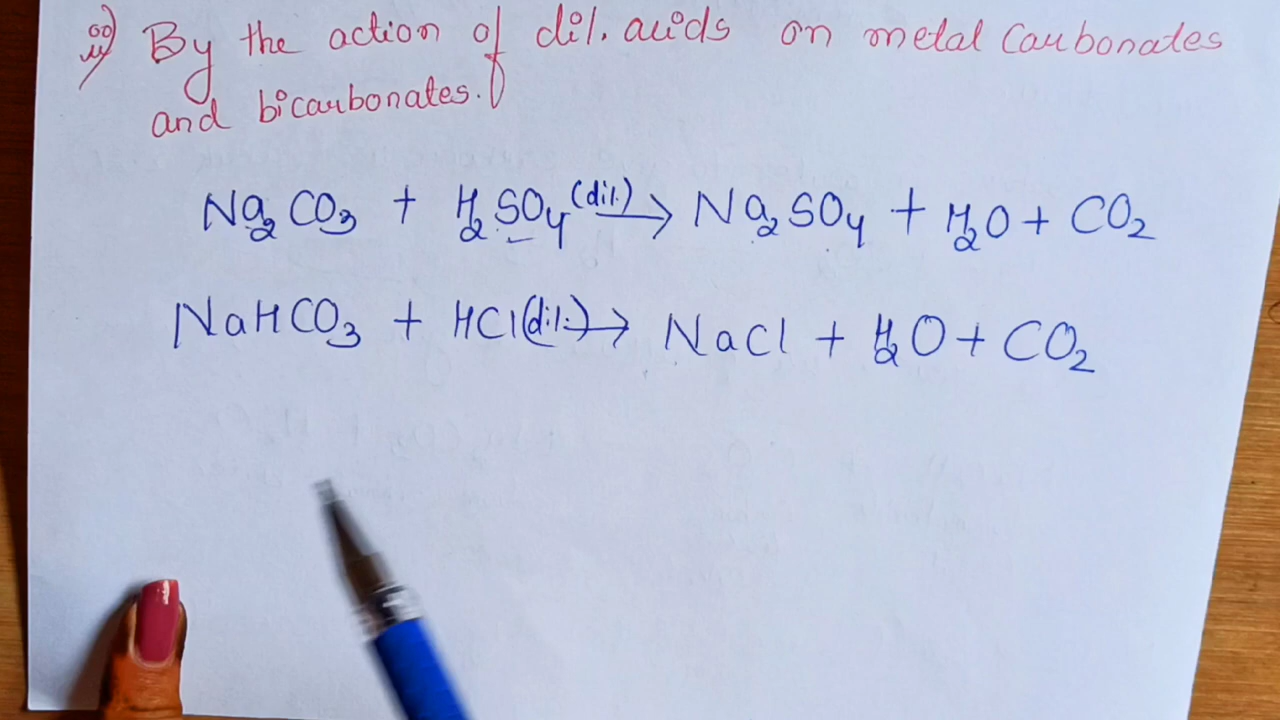 ii) By the action of dil. acids on metal Carbonates
and bicarbonates.
Na₂CO₃ + H₂SO₄ (dil.) → Na₂SO₄ + H₂O + CO₂
NaHCO₃ + HCl (dil.) → NaCl + H₂O + CO₂